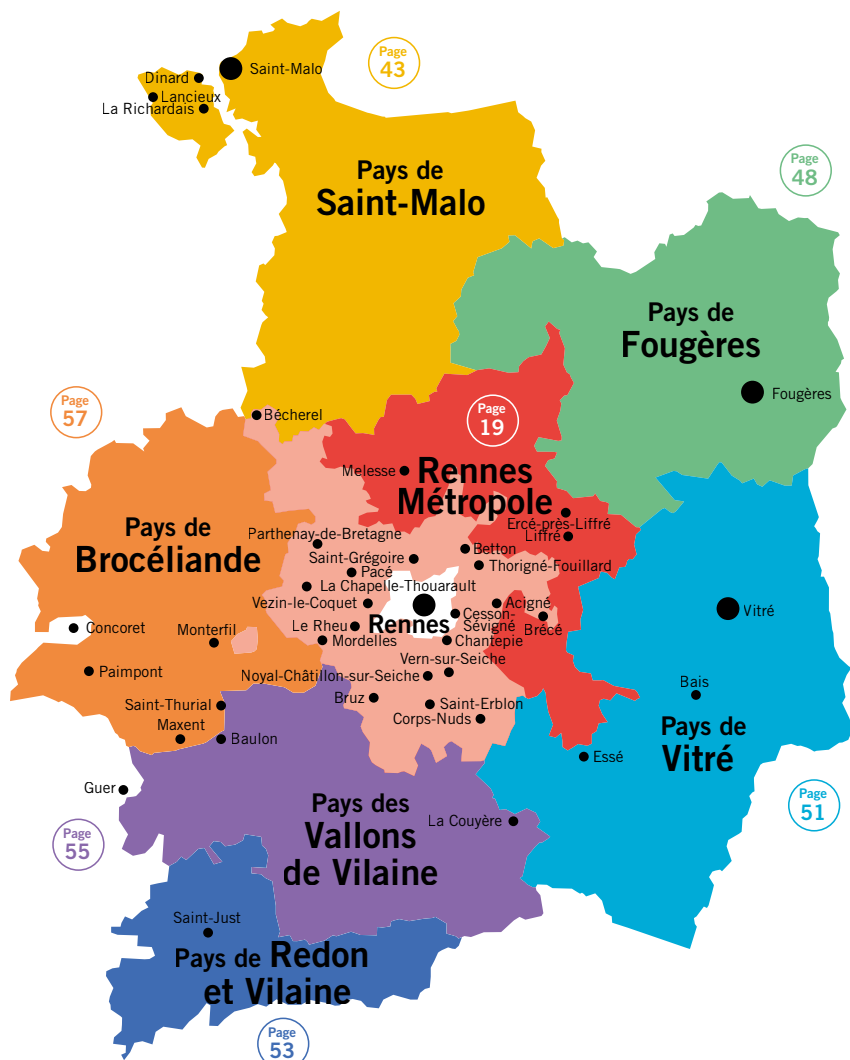 Page
43
Dinard
Saint-Malo
Lancieux
La Richardais
Pays de
Saint-Malo
Page
48
Pays de
Fougères
Fougères
Page
57
Bécherel
Page
19
Melesse
Rennes
Métropole
Pays de
Brocéliande
Ercé-près-Liffré
Liffré
Parthenay-de-Bretagne
Saint-Grégoire
Betton
Pacé
Thorigné-Fouillard
La Chapelle-Thouarault
Vezin-le-Coquet
Acigné
Rennes
Cesson-
Sévigné
Brécé
Vitré
Concoret
Monterfil
Le Rheu
Mordelles
Chantepie
Vern-sur-Seiche
Paimpont
Noyal-Châtillon-sur-Seiche
Bais
Saint-Thurial
Bruz
Saint-Erblon
Maxent
Corps-Nuds
Baulon
Pays de
Vitré
Essé
Guer
Page
51
Pays des
Vallons
de Vilaine
La Couyère
Page
55
Saint-Just
Pays de Redon
et Vilaine
Page
53